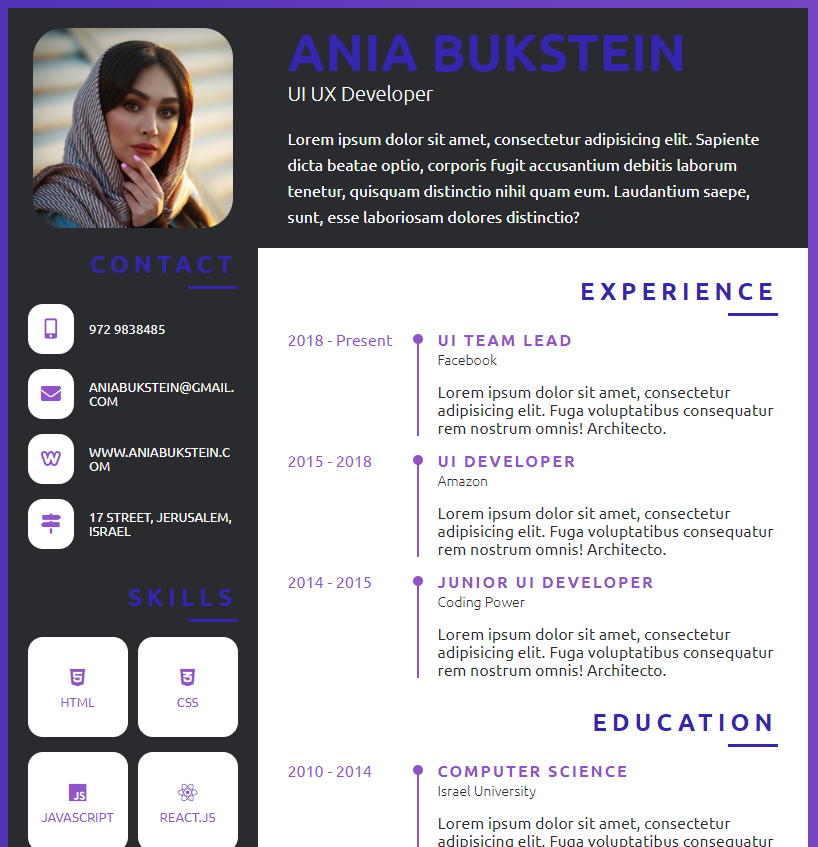 ANIA BUKSTEIN
UI UX Developer
Lorem ipsum dolor sit amet, consectetur adipisicing elit. Sapiente
dicta beatae optio, corporis fugit accusantium debitis laborum
tenetur, quisquam distinctio nihil quam eum. Laudantium saepe,
sunt, esse laboriosam dolores distinctio?
CONTACT
972 9838485
ANIABUKSTEIN@GMAIL.
COM
WWW.ANIABUKSTEIN.C
OM
17 STREET, JERUSALEM,
ISRAEL
SKILLS
HTML
CSS
JS
JAVASCRIPT
REACT.JS
EXPERIENCE
2018 - Present
UI TEAM LEAD
Facebook
Lorem ipsum dolor sit amet, consectetur
adipisicing elit. Fuga voluptatibus consequatur
rem nostrum omnis! Architecto.
2015 - 2018
UI DEVELOPER
Amazon
Lorem ipsum dolor sit amet, consectetur
adipisicing elit. Fuga voluptatibus consequatur
rem nostrum omnis! Architecto.
2014 - 2015
JUNIOR UI DEVELOPER
Coding Power
Lorem ipsum dolor sit amet, consectetur
adipisicing elit. Fuga voluptatibus consequatur
rem nostrum omnis! Architecto.
EDUCATION
2010 - 2014
COMPUTER SCIENCE
Israel University
Lorem ipsum dolor sit amet, consectetur
adipisicing elit. Fuga voluptatibus consequatur